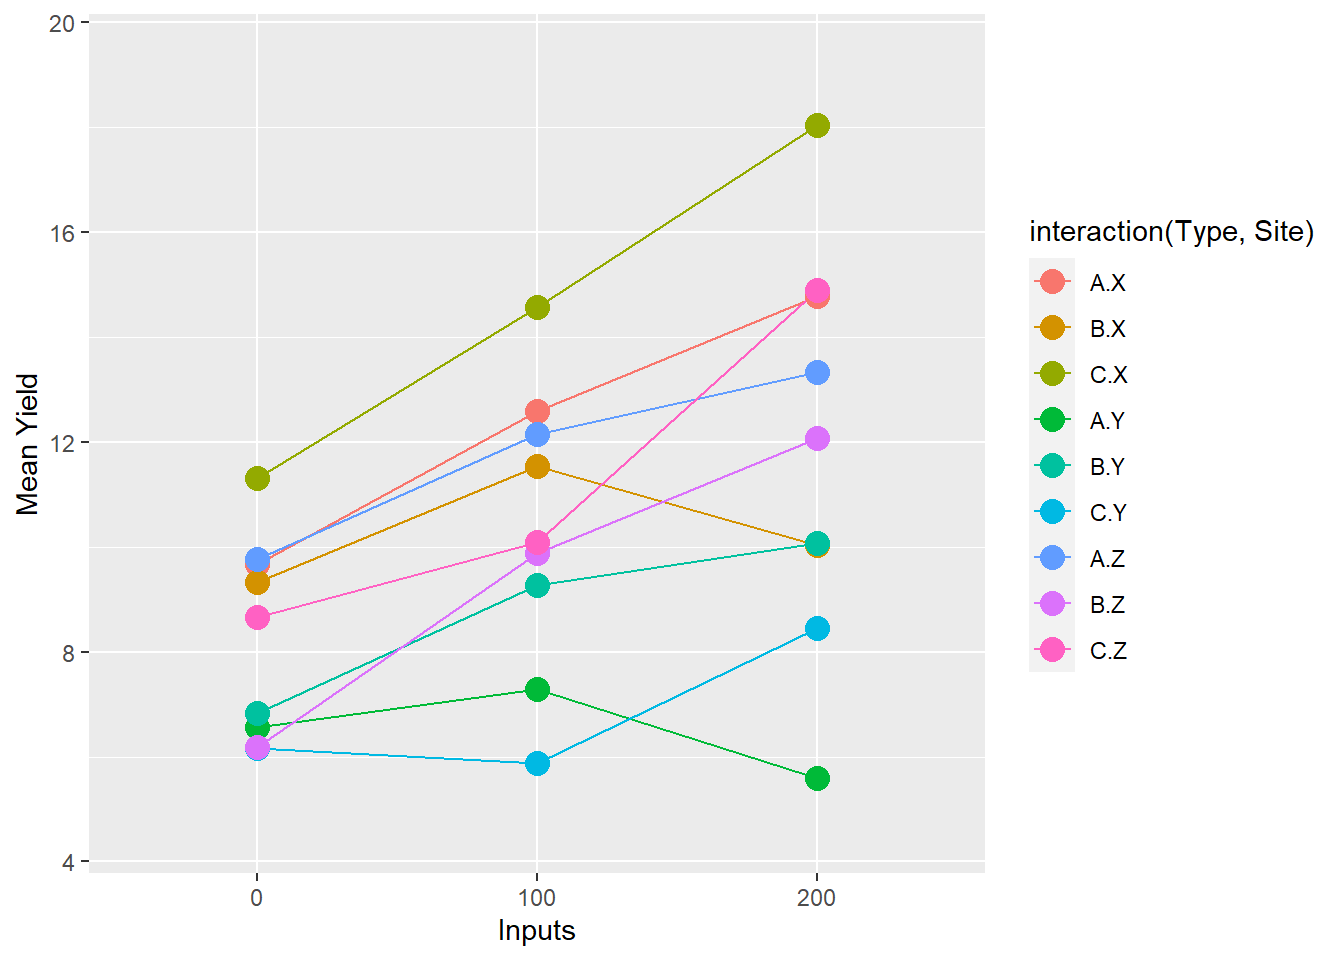 20
16
12
8
4
Mean Yield
0 100 200
Inputs
interaction(Type, Site)
A.X
B.X
C.X
A.Y
B.Y
C.Y
A.Z
B.Z
C.Z